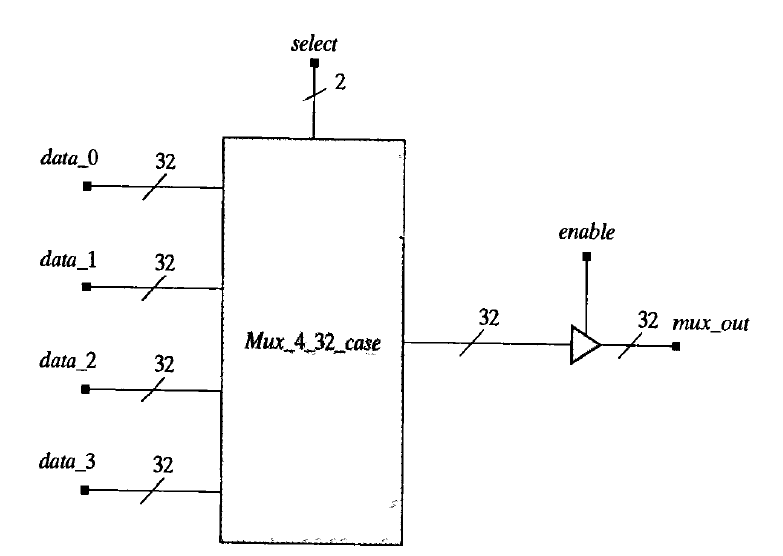 select
2
data_0
32
data_1
32
enable
Mux_4_32_case
32
32
mux_out
data_2
32
data_3
32